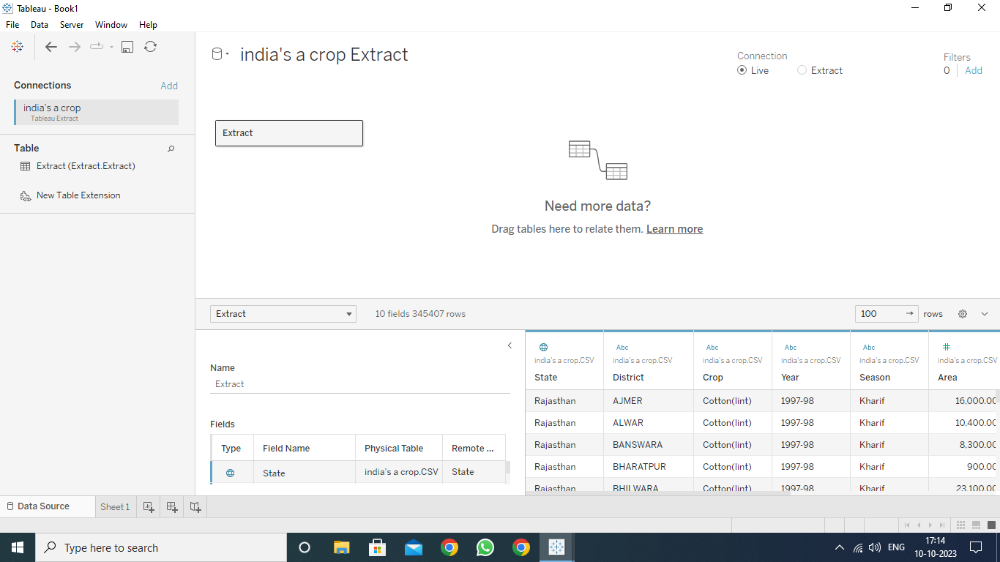 Tableau - Book1
File Data Server Window Help
india's a crop Extract
Connection
Live Extract
Filters
0 Add
Connections Add
india's a crop
Tableau Extract
Table
Extract (Extract.Extract)
New Table Extension
Extract
Need more data?
Drag tables here to relate them. Learn more
Extract 10 fields 345407 rows 100 rows
Name
Extract
Fields
Type Field Name Physical Table Remote ...
State india's a crop.CSV State
Abc Abc Abc Abc #
india's a crop.CSV india's a crop.CSV india's a crop.CSV india's a crop.CSV india's a crop.CSV india's a crop.CSV
State District Crop Year Season Area
Rajasthan AJMER Cotton(lint) 1997-98 Kharif 16,000.00
Rajasthan ALWAR Cotton(lint) 1997-98 Kharif 10,400.00
Rajasthan BANSWARA Cotton(lint) 1997-98 Kharif 8,300.00
Rajasthan BHARATPUR Cotton(lint) 1997-98 Kharif 900.00
Rajasthan BHILWARA Cotton(lint) 1997-98 Kharif 23,100.00
Data Source Sheet 1
Type here to search
ENG
17:14
10-10-2023